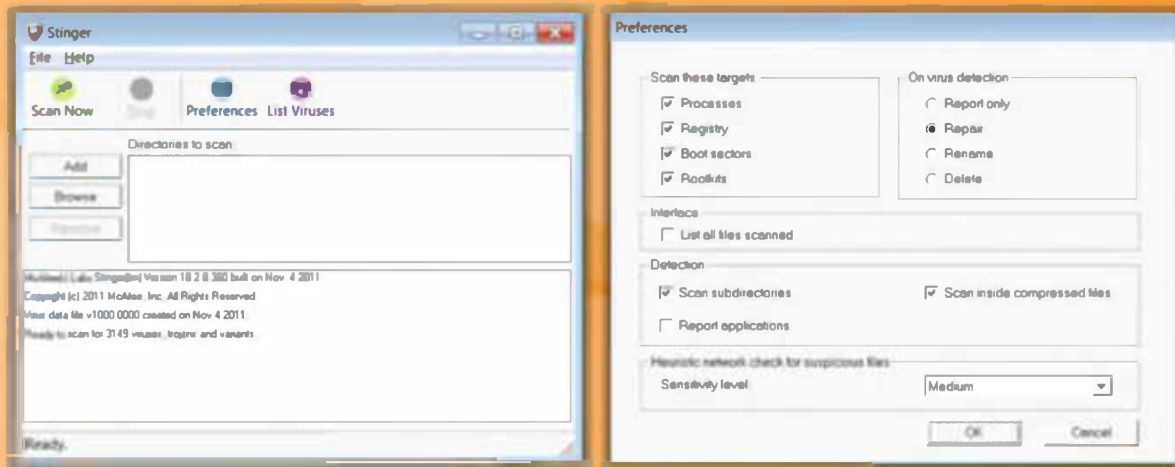 Stinger
File Help
Scan Now Stop Preferences List Viruses
Directories to scan
Add
Browse
Remove
McAfee(r) Labs Stinger(tm) Version 10.2.0.380 built on Nov 4 2011
Copyright (c) 2011 McAfee, Inc. All Rights Reserved
Virus data file v1000.0000 created on Nov 4 2011
Ready to scan for 3149 viruses, trojans and variants
Ready.
Preferences
Scan these targets
Processes
Registry
Boot sectors
Rootkits
On virus detection
Report only
Repair
Rename
Delete
Interface
List all files scanned
Detection
Scan subdirectories
Scan inside compressed files
Report applications
Heuristic network check for suspicious files
Sensitivity level
Medium
OK Cancel